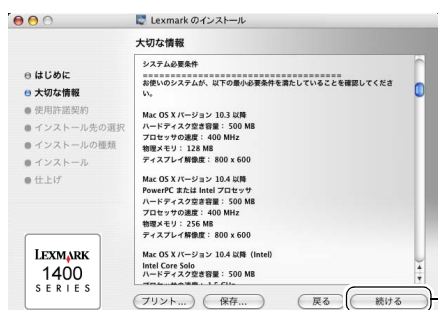 Lexmark のインストール
大切な情報
はじめに
大切な情報
使用許諾契約
インストール先の選択
インストールの種類
インストール
仕上げ
システム必要条件
=====================================
お使いのシステムが、以下の最小必要条件を満たしていることを確認してくださ
い。
Mac OS X バージョン 10.3 以降
ハードディスク空き容量： 500 MB
プロセッサの速度： 400 MHz
物理メモリ： 128 MB
ディスプレイ解像度： 800 x 600
Mac OS X バージョン 10.4 以降
PowerPC または Intel プロセッサ
ハードディスク空き容量： 500 MB
プロセッサの速度： 400 MHz
物理メモリ： 256 MB
ディスプレイ解像度： 800 x 600
Mac OS X バージョン 10.4 以降 (Intel)
Intel Core Solo
ハードディスク空き容量： 500 MB
LEXMARK
1400
SERIES
プリント... 保存... 戻る 続ける